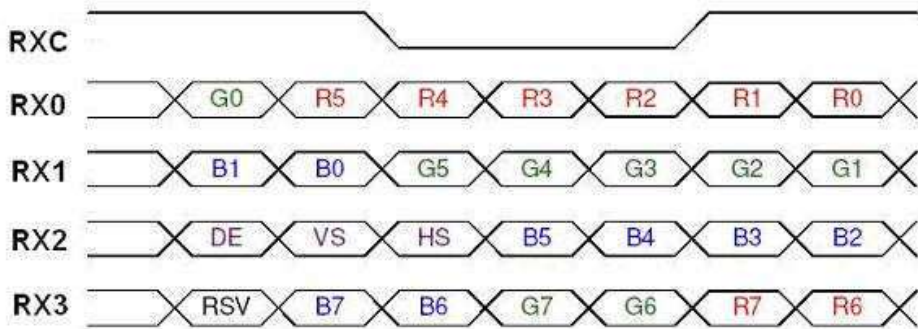 RXC
RX0 G0 R5 R4 R3 R2 R1 R0
RX1 B1 B0 G5 G4 G3 G2 G1
RX2 DE VS HS B5 B4 B3 B2
RX3 RSV B7 B6 G7 G6 R7 R6